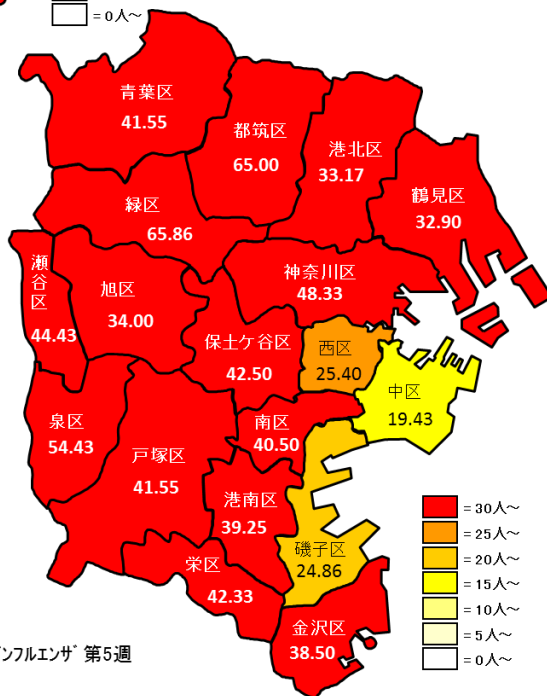 = 0人～
青葉区
41.55
都筑区
65.00
港北区
33.17
鶴見区
32.90
緑区
65.86
神奈川区
48.33
瀬谷区
44.43
旭区
34.00
保土ケ谷区
42.50
西区
25.40
中区
19.43
泉区
54.43
戸塚区
41.55
南区
40.50
港南区
39.25
磯子区
24.86
栄区
42.33
金沢区
38.50
= 30人～
= 25人～
= 20人～
= 15人～
= 10人～
= 5人～
= 0人～
ンフルエンザ 第5週